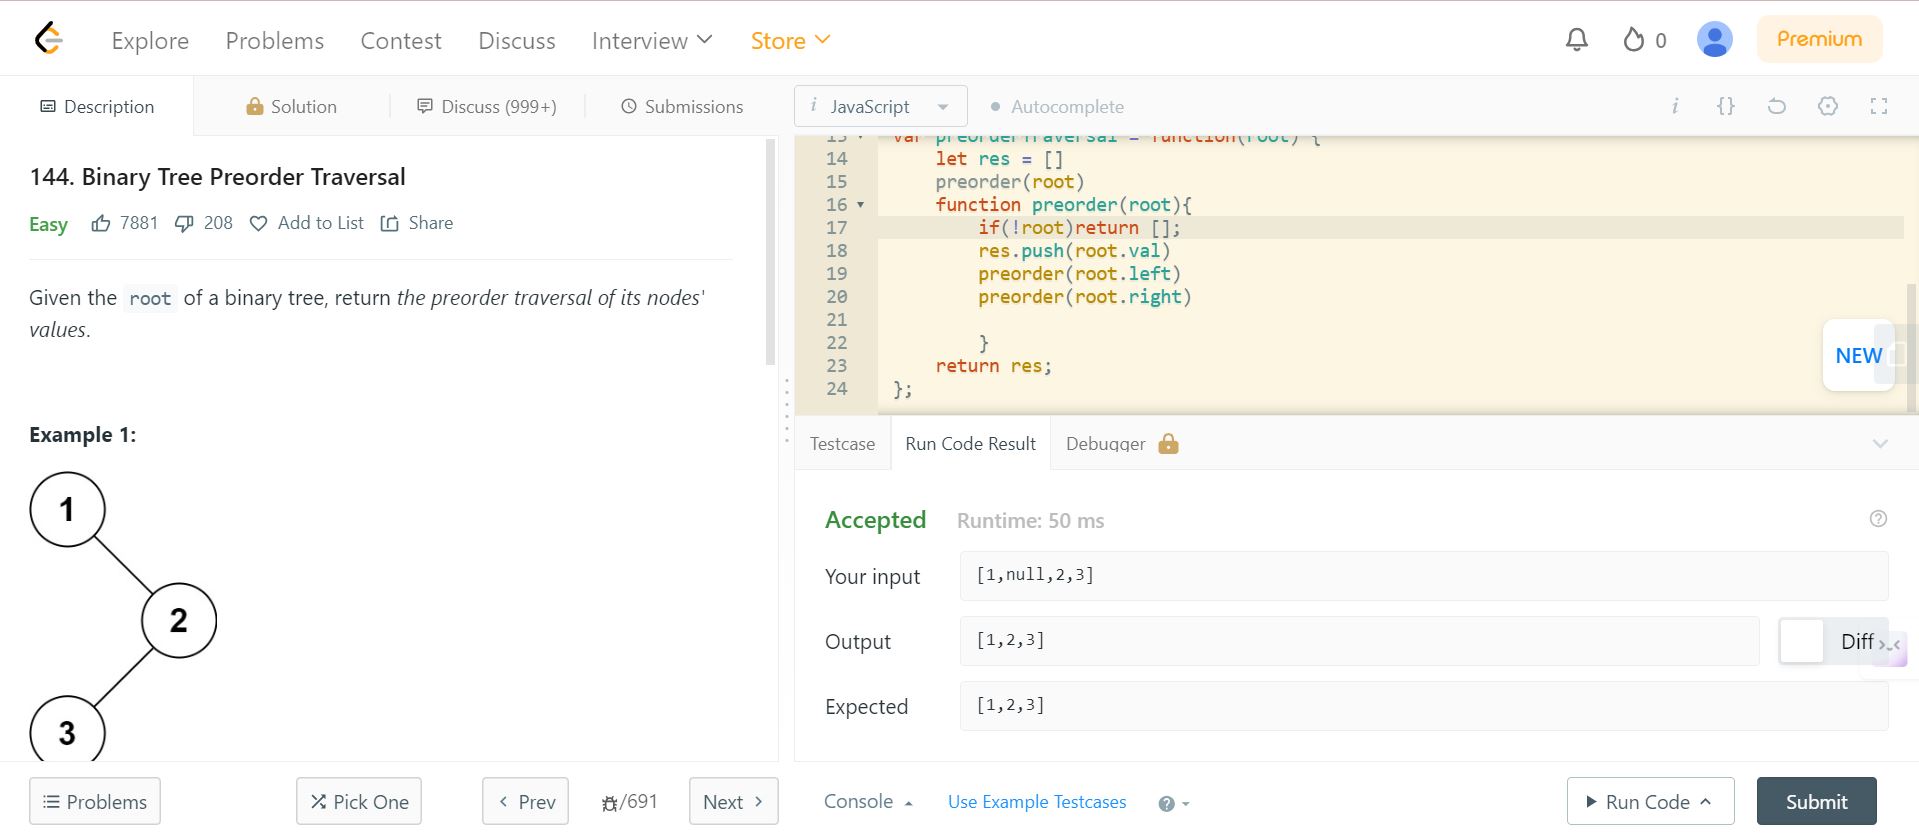 Explore Problems Contest Discuss Interview Store 0 Premium
Description Solution Discuss (999+) Submissions
i JavaScript Autocomplete i {}
144. Binary Tree Preorder Traversal
Easy 7881 208 Add to List Share
Given the root of a binary tree, return the preorder traversal of its nodes'
values.
Example 1:
1
2
3
13 var preorderTraversal = function(root) {
14 let res = []
15 preorder(root)
16 function preorder(root){
17 if(!root)return [];
18 res.push(root.val)
19 preorder(root.left)
20 preorder(root.right)
21
22 }
23 return res;
24 };
NEW
Testcase Run Code Result Debugger
Accepted Runtime: 50 ms
Your input [1,null,2,3]
Output [1,2,3] Diff
Expected [1,2,3]
Problems Pick One Prev /691 Next Console Use Example Testcases Run Code Submit